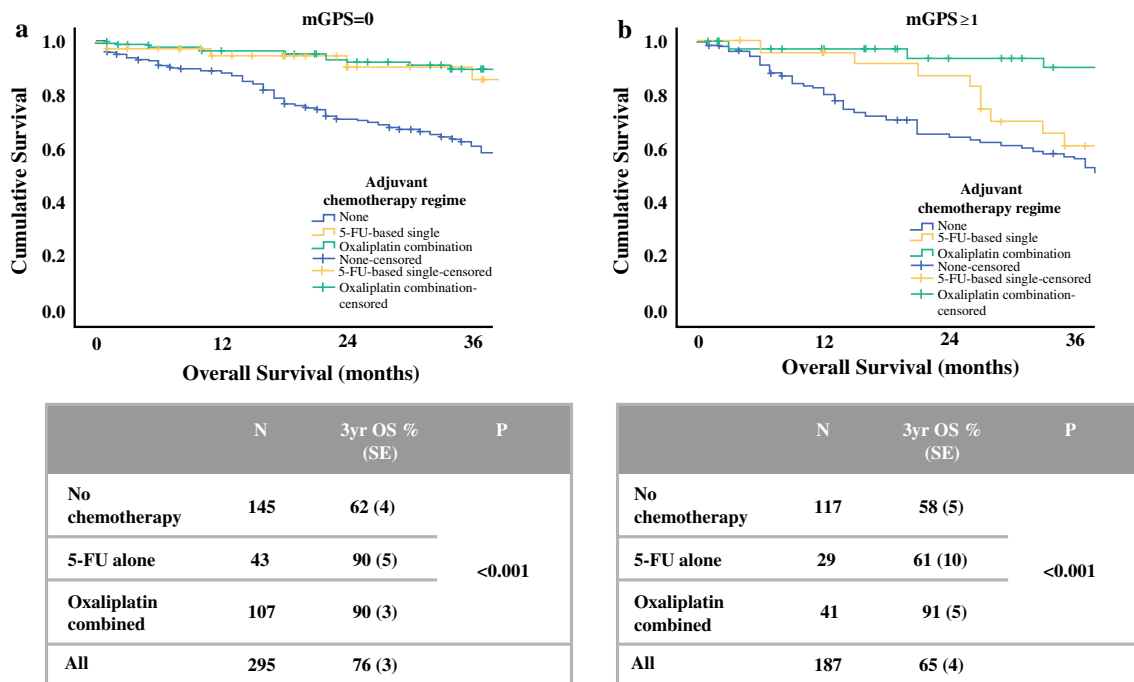 a
mGPS=0
Cumulative Survival
1.0
0.8
0.6
0.4
0.2
0.0
Adjuvant
chemotherapy regime
None
5-FU-based single
Oxaliplatin combination
None-censored
5-FU-based single-censored
Oxaliplatin combination-
censored
0 12 24 36
Overall Survival (months)
N 3yr OS % P
(SE)
No
chemotherapy 145 62 (4)
5-FU alone 43 90 (5)
<0.001
Oxaliplatin
combined 107 90 (3)
All 295 76 (3)
b
mGPS ≥1
Cumulative Survival
1.0
0.8
0.6
0.4
0.2
0.0
Adjuvant
chemotherapy regime
None
5-FU-based single
Oxaliplatin combination
None-censored
5-FU-based single-censored
Oxaliplatin combination-
censored
0 12 24 36
Overall Survival (months)
N 3yr OS % P
(SE)
No
chemotherapy 117 58 (5)
5-FU alone 29 61 (10)
<0.001
Oxaliplatin
combined 41 91 (5)
All 187 65 (4)